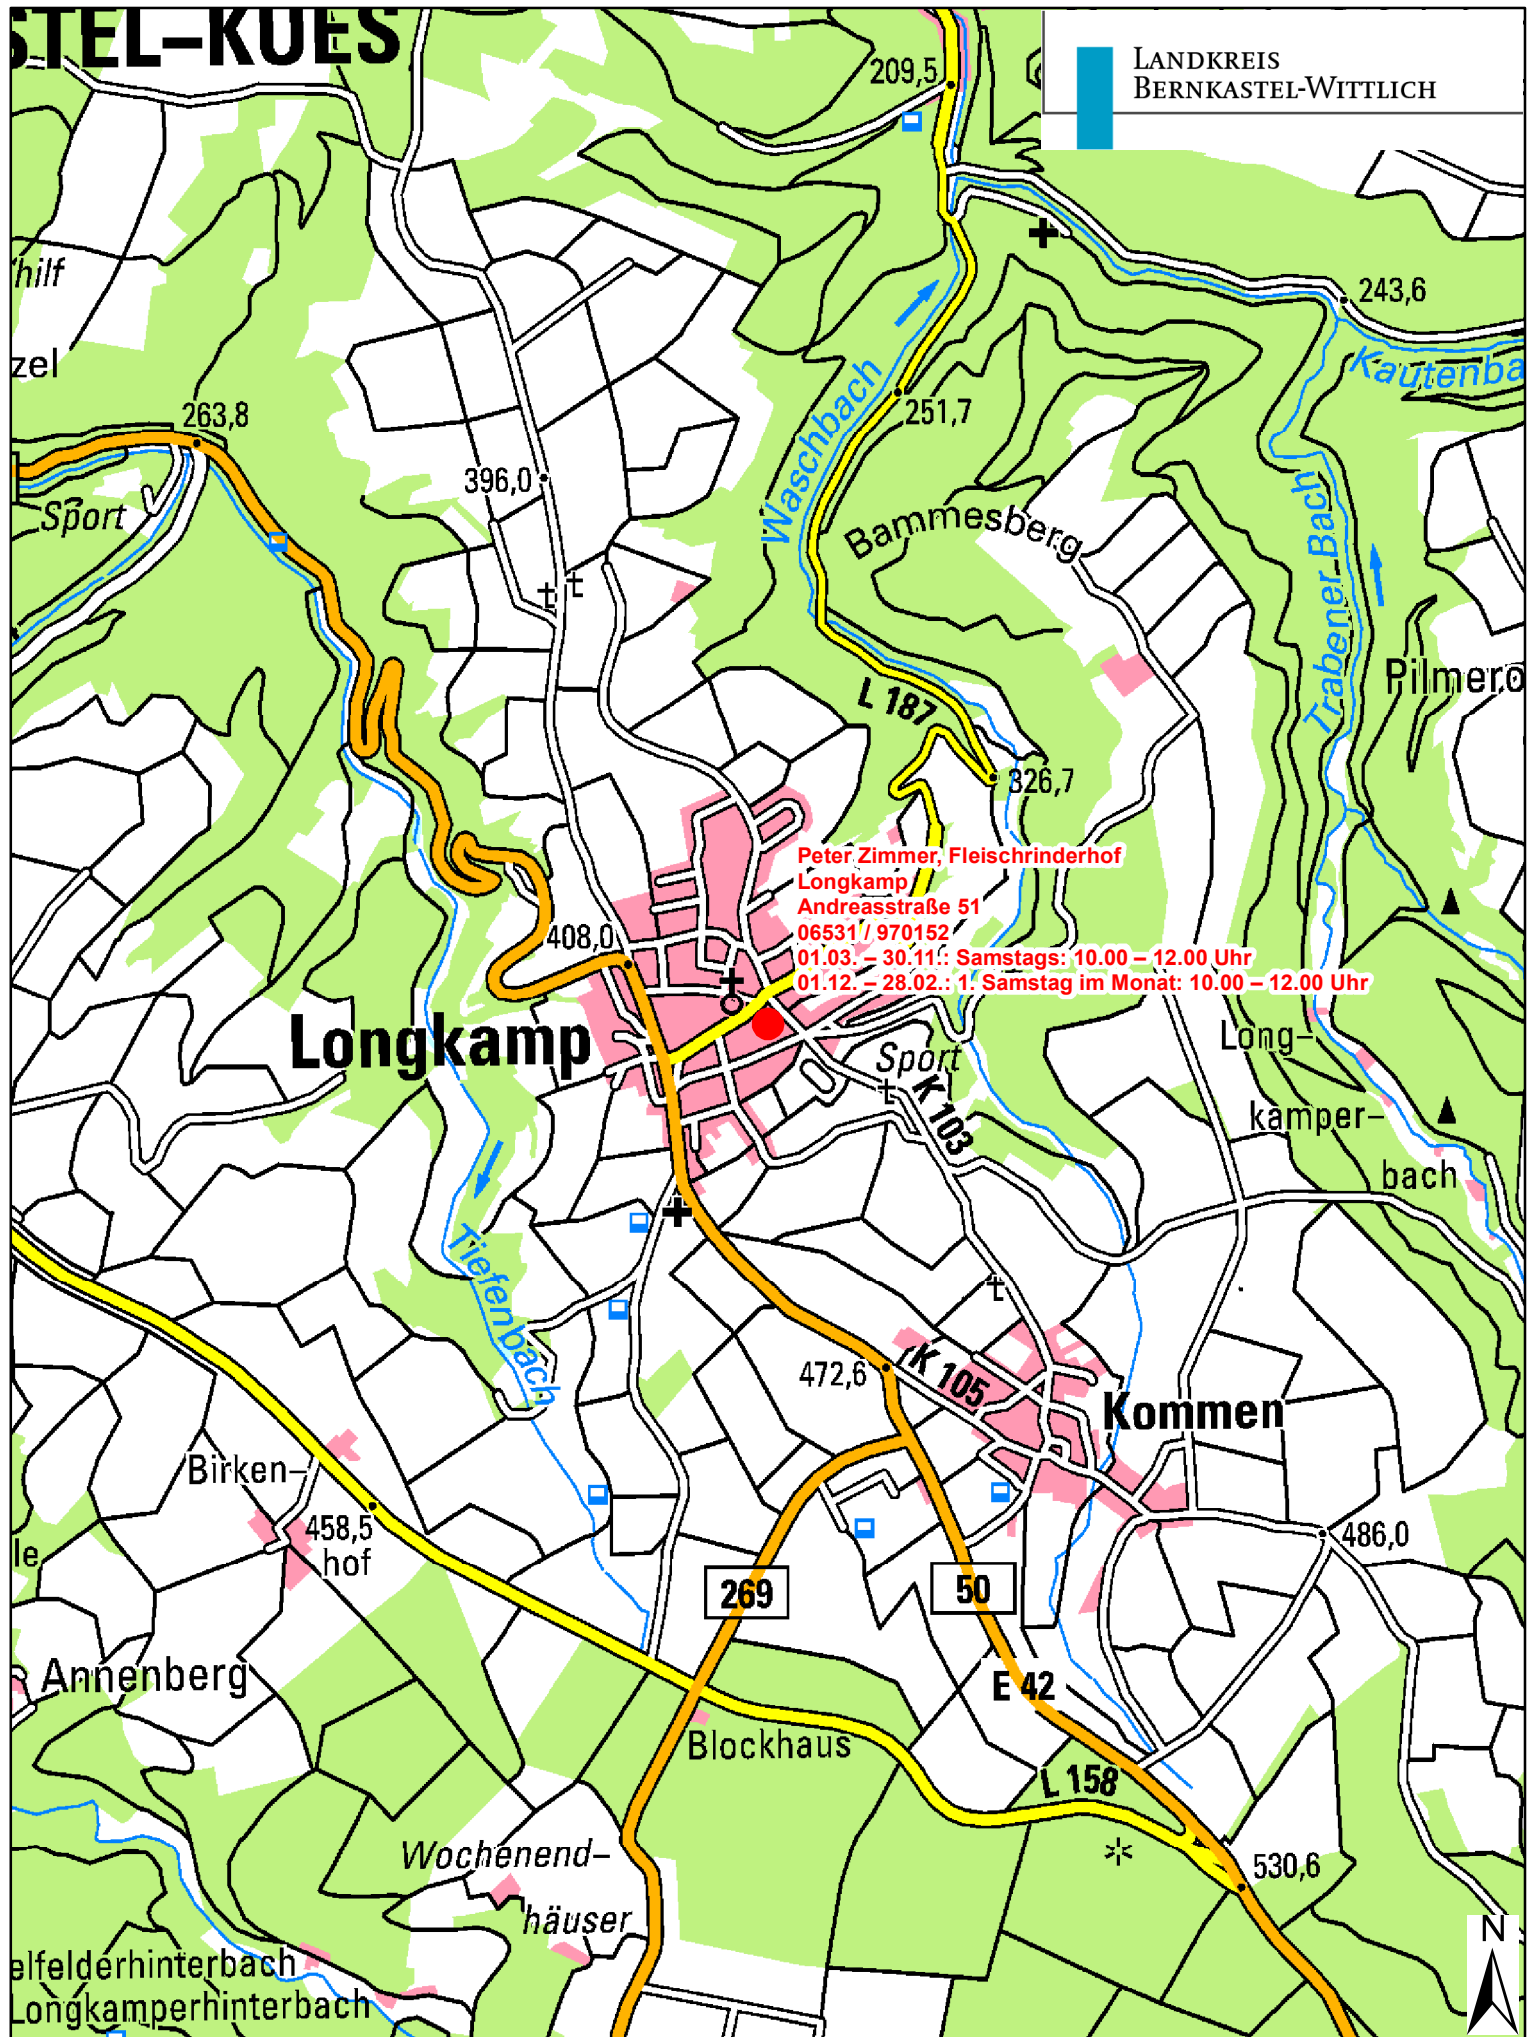 STEL–KUES
LANDKREIS
BERNKASTEL-WITTLICH
209,5
hilf
243,6
zel
Kautenba
263,8
251,7
Waschbach
396,0
Sport
Bammesberg
Trabener Bach
Pilmero
L 187
326,7
Peter Zimmer, Fleischrinderhof
Longkamp
Andreasstraße 51
06531 / 970152
01.03. – 30.11.: Samstags: 10.00 – 12.00 Uhr
01.12. – 28.02.: 1. Samstag im Monat: 10.00 – 12.00 Uhr
408,0
Longkamp
Sport
K 103
Long–
kamper–
bach
Tiefenbach
472,6
K 105
Kommen
Birken–
458,5
hof
le
486,0
269
50
Annenberg
E 42
Blockhaus
L 158
Wochenend–
häuser
530,6
N
elfelderhinterbach
Longkamperhinterbach